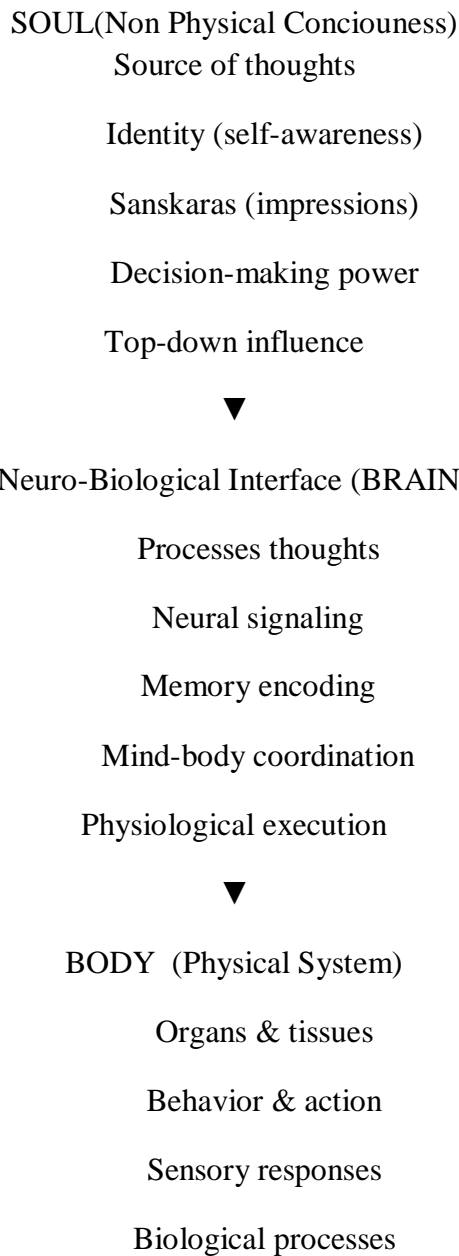 SOUL(Non Physical Conciouness)
Source of thoughts
Identity (self-awareness)
Sanskaras (impressions)
Decision-making power
Top-down influence
▼
Neuro-Biological Interface (BRAIN
Processes thoughts
Neural signaling
Memory encoding
Mind-body coordination
Physiological execution
▼
BODY (Physical System)
Organs & tissues
Behavior & action
Sensory responses
Biological processes